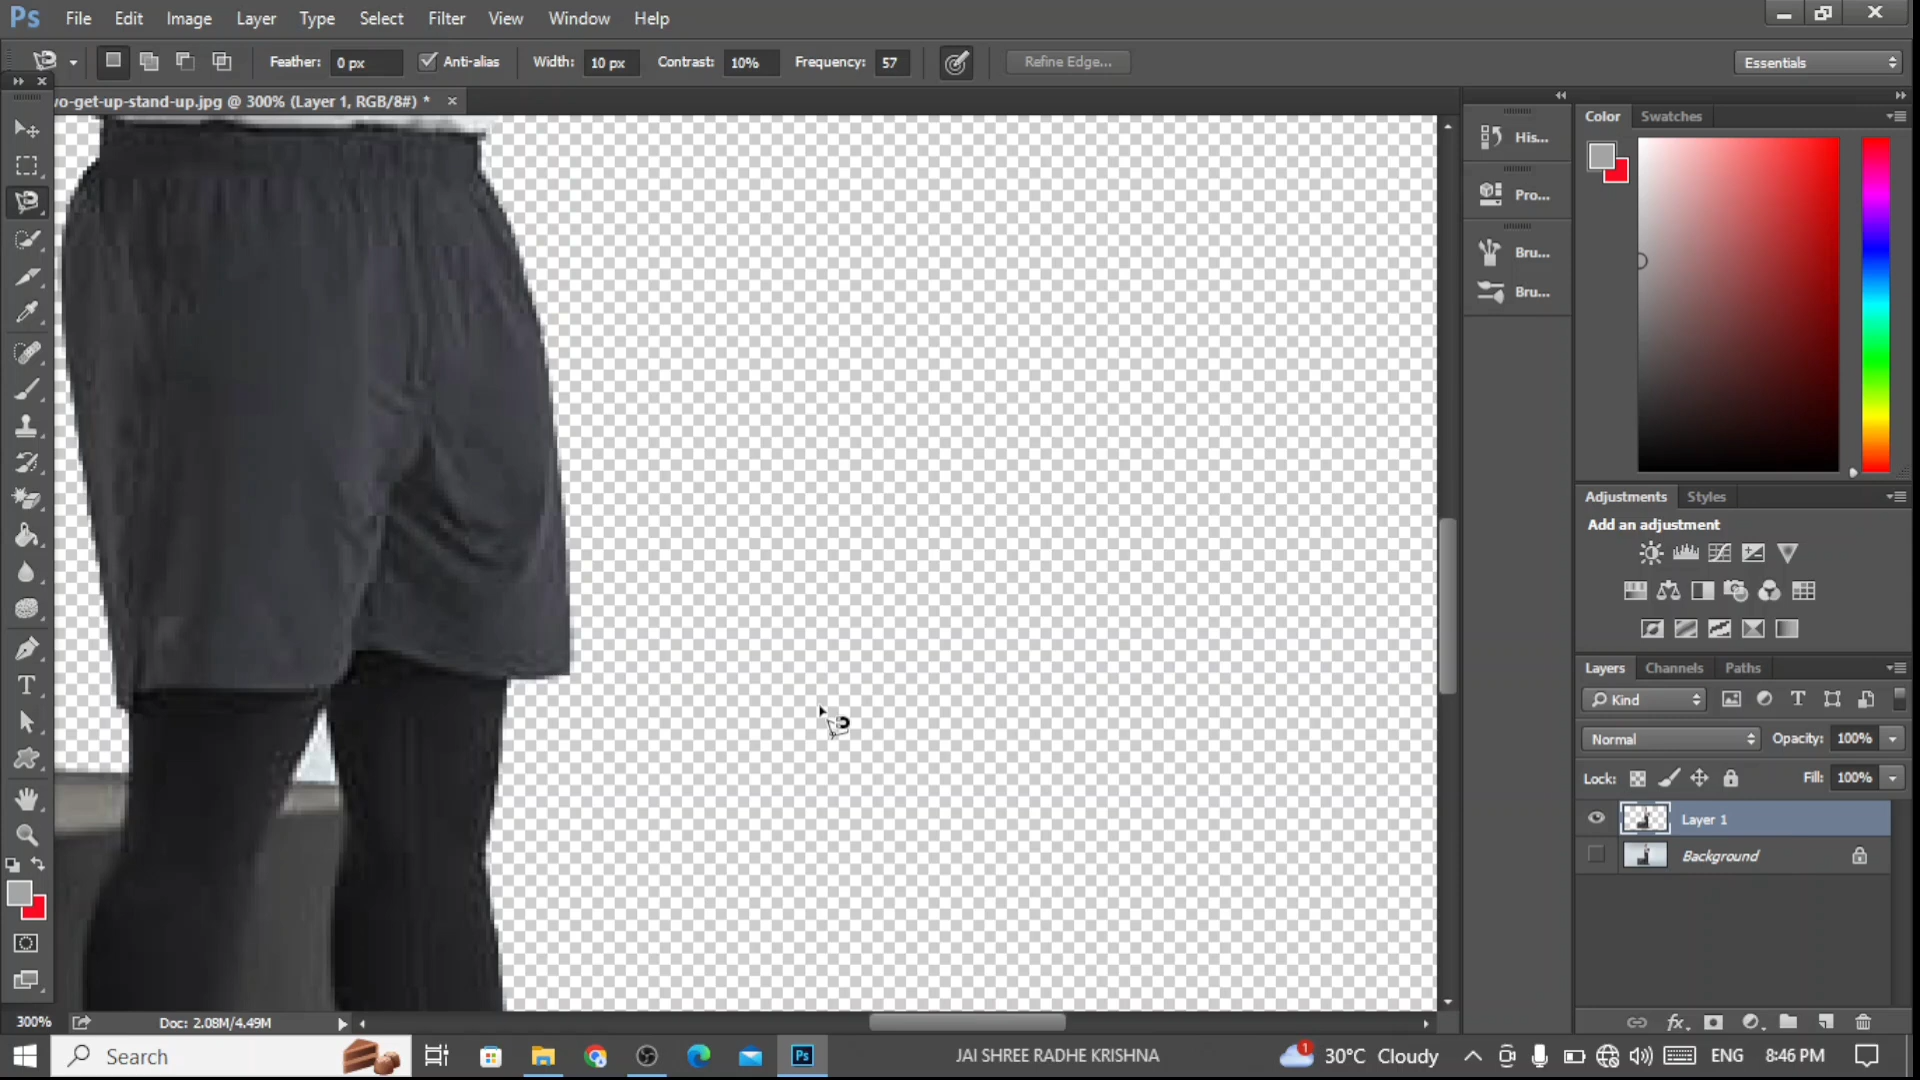 Ps File Edit Image Layer Type Select Filter View Window Help
Feather: 0 px Anti-alias Width: 10 px Contrast: 10% Frequency: 57 Refine Edge... Essentials
vo-get-up-stand-up.jpg @ 300% (Layer 1, RGB/8#) *
Color Swatches
His...
Pro...
Bru...
Bru...
Adjustments Styles
Add an adjustment
Layers Channels Paths
Kind
Normal Opacity: 100%
Lock: Fill: 100%
Layer 1
Background
fx
T
T
300% Doc: 2.08M/4.49M
Search Ps JAI SHREE RADHE KRISHNA 1 30°C Cloudy ENG 8:46 PM